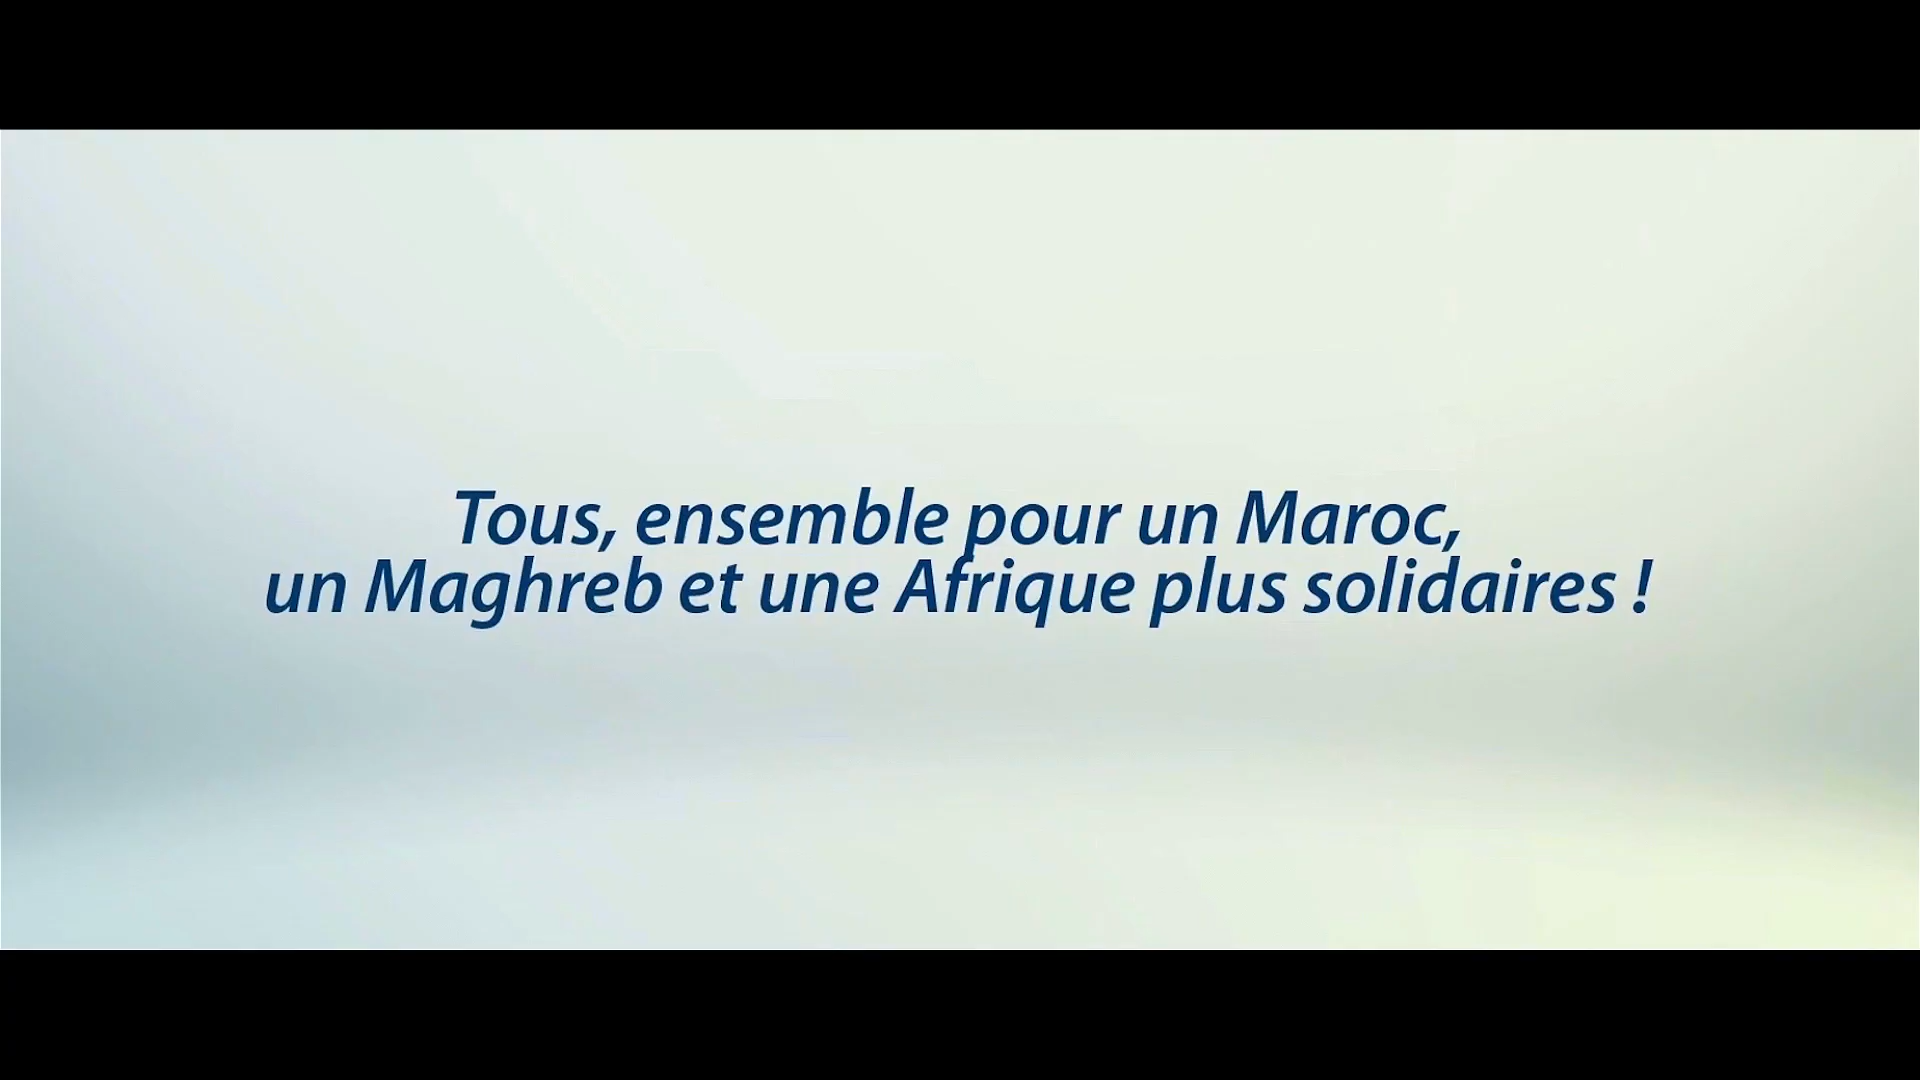 Tous, ensemble pour un Maroc,
un Maghreb et une Afrique plus solidaires !